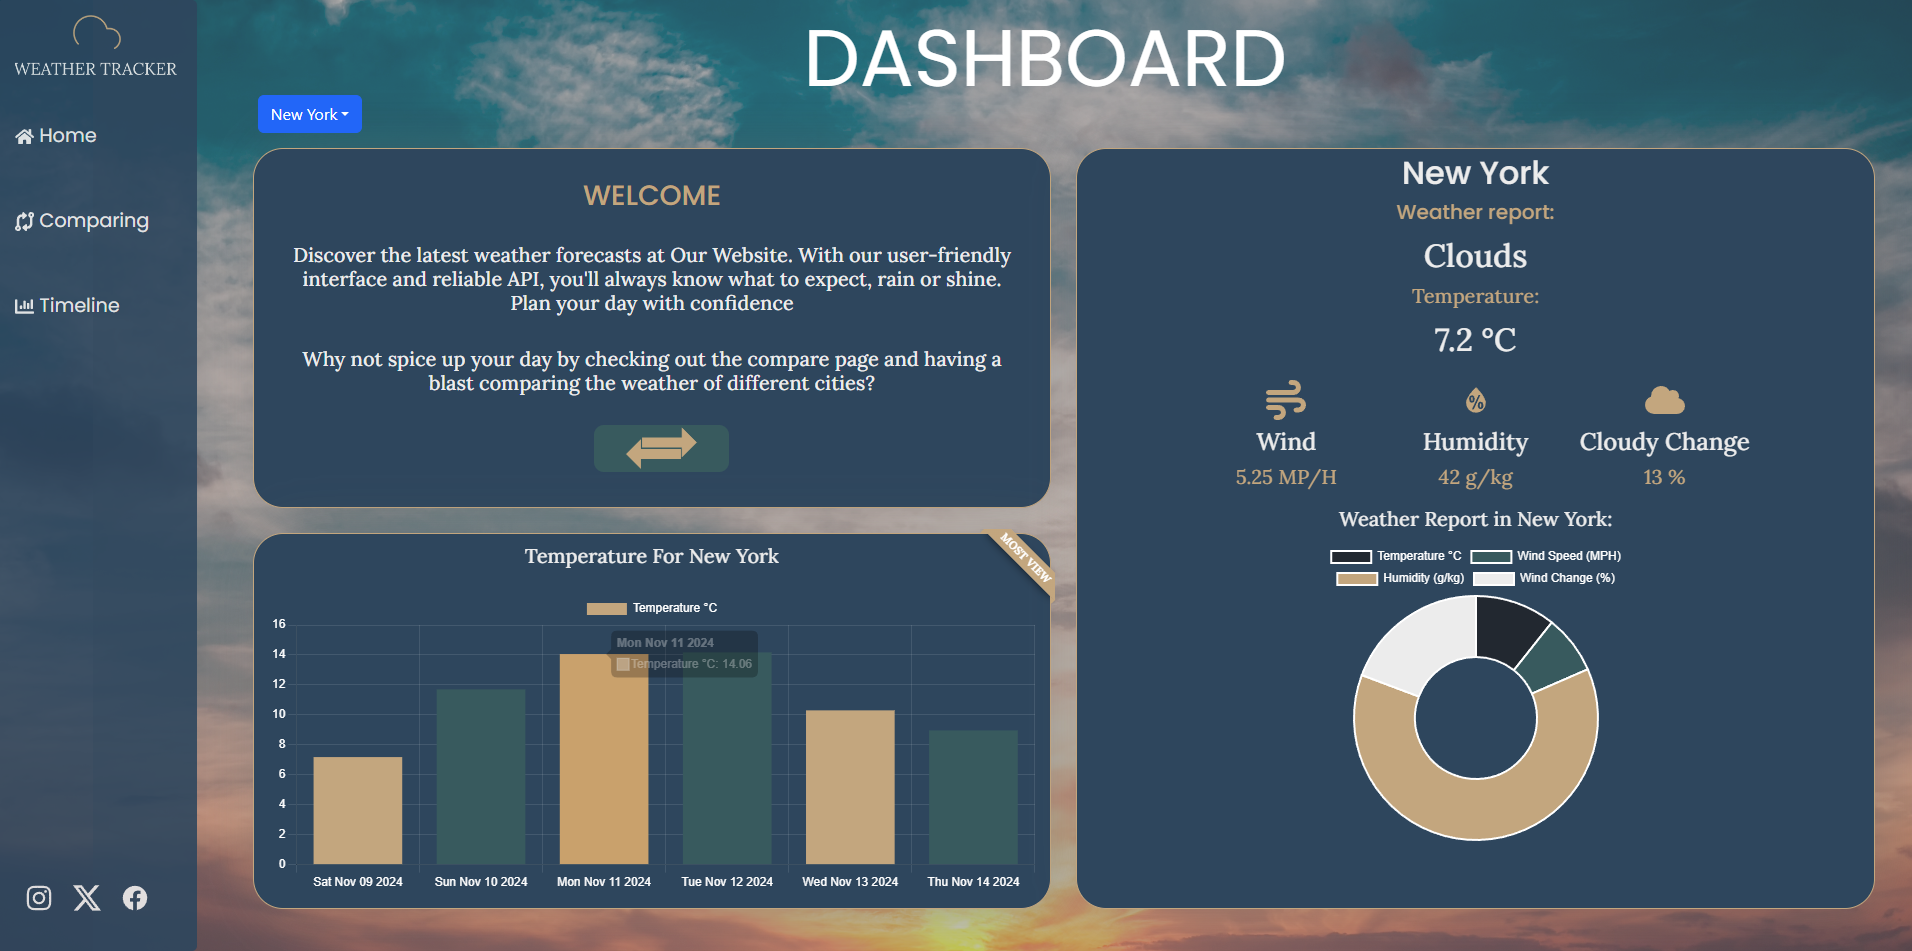 WEATHER TRACKER
Home
Comparing
Timeline
DASHBOARD
New York
WELCOME
Discover the latest weather forecasts at Our Website. With our user-friendly
interface and reliable API, you'll always know what to expect, rain or shine.
Plan your day with confidence
Why not spice up your day by checking out the compare page and having a
blast comparing the weather of different cities?
Temperature For New York
MOST VIEW
Temperature °C
16
14
12
10
8
6
4
2
0
Mon Nov 11 2024
Temperature °C: 14.06
Sat Nov 09 2024 Sun Nov 10 2024 Mon Nov 11 2024 Tue Nov 12 2024 Wed Nov 13 2024 Thu Nov 14 2024
New York
Weather report:
Clouds
Temperature:
7.2 °C
%
Wind Humidity Cloudy Change
5.25 MP/H 42 g/kg 13 %
Weather Report in New York:
Temperature °C Wind Speed (MPH)
Humidity (g/kg) Wind Change (%)